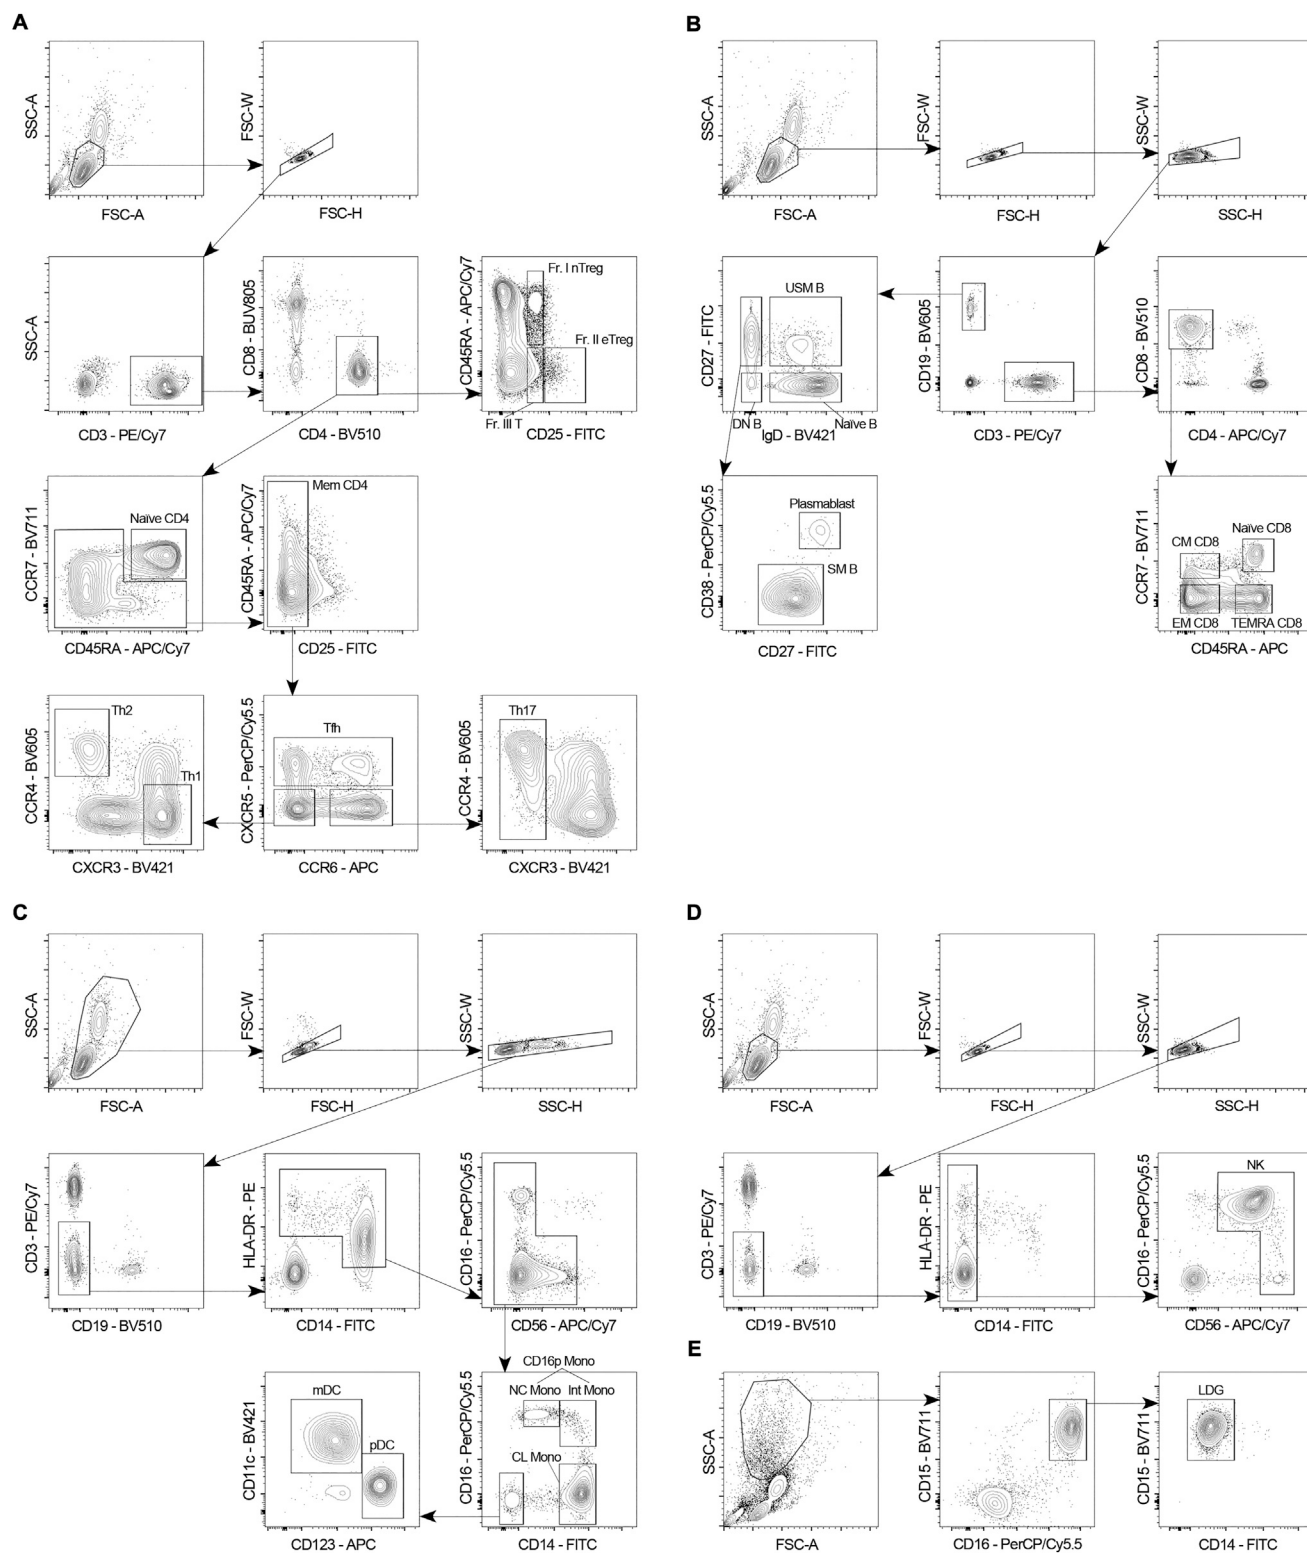 A
SSC-A
FSC-A
FSC-W
FSC-H
SSC-A
CD3 - PE/Cy7
CD8 - BUV805
CD4 - BV510
CD45RA - APC/Cy7
Fr. I nTreg
Fr. II eTreg
Fr. III T
CD25 - FITC
CCR7 - BV711
Naïve CD4
CD45RA - APC/Cy7
CD45RA - APC/Cy7
Mem CD4
CD25 - FITC
CCR4 - BV605
Th2
Th1
CXCR3 - BV421
CXCR5 - PerCP/Cy5.5
Tfh
CCR6 - APC
CCR4 - BV605
Th17
CXCR3 - BV421
B
SSC-A
FSC-A
FSC-W
FSC-H
SSC-W
SSC-H
CD27 - FITC
USM B
DN B
Naïve B
IgD - BV421
CD19 - BV605
CD3 - PE/Cy7
CD8 - BV510
CD4 - APC/Cy7
CD38 - PerCP/Cy5.5
Plasmablast
SM B
CD27 - FITC
CCR7 - BV711
Naïve CD8
CM CD8
EM CD8
TEMRA CD8
CD45RA - APC
C
SSC-A
FSC-A
FSC-W
FSC-H
SSC-W
SSC-H
CD3 - PE/Cy7
CD19 - BV510
HLA-DR - PE
CD14 - FITC
CD16 - PerCP/Cy5.5
CD56 - APC/Cy7
CD11c - BV421
mDC
pDC
CD123 - APC
CD16 - PerCP/Cy5.5
CD16p Mono
NC Mono
Int Mono
CL Mono
CD14 - FITC
D
SSC-A
FSC-A
FSC-W
FSC-H
SSC-W
SSC-H
CD3 - PE/Cy7
CD19 - BV510
HLA-DR - PE
CD14 - FITC
CD16 - PerCP/Cy5.5
NK
CD56 - APC/Cy7
E
SSC-A
FSC-A
CD15 - BV711
CD16 - PerCP/Cy5.5
CD15 - BV711
LDG
CD14 - FITC